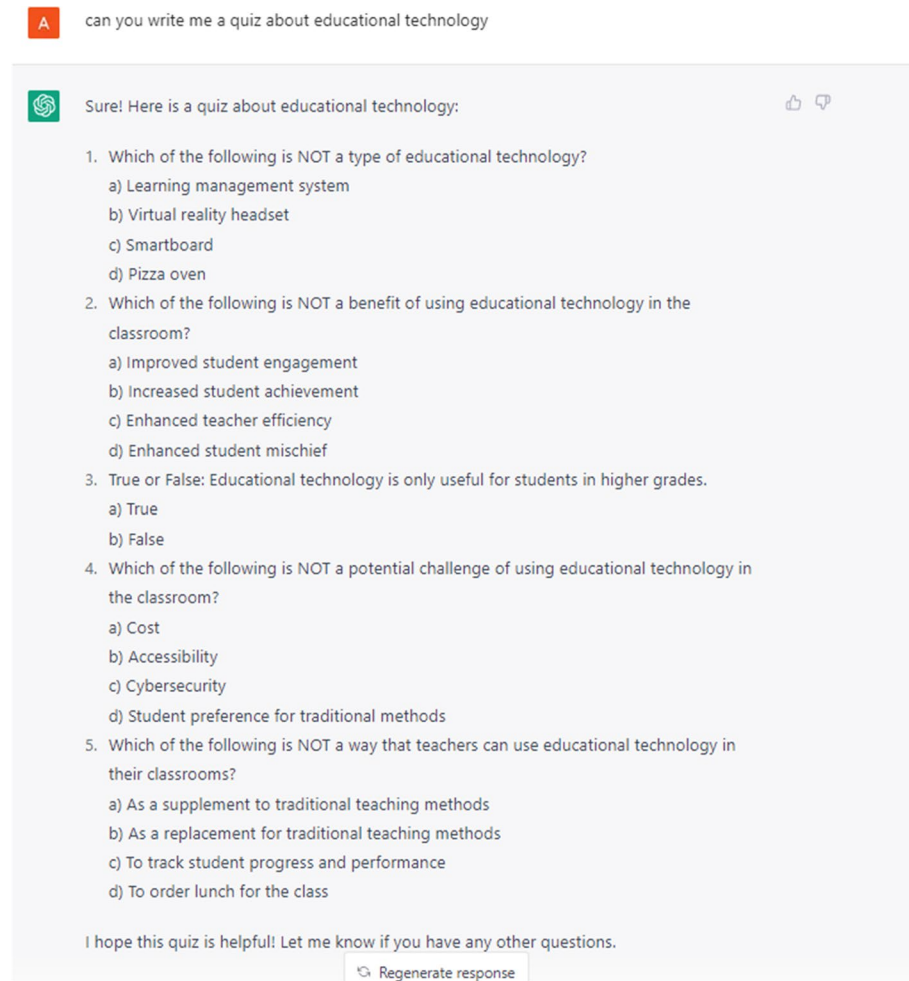 A
can you write me a quiz about educational technology
Sure! Here is a quiz about educational technology:
1. Which of the following is NOT a type of educational technology?
a) Learning management system
b) Virtual reality headset
c) Smartboard
d) Pizza oven
2. Which of the following is NOT a benefit of using educational technology in the
classroom?
a) Improved student engagement
b) Increased student achievement
c) Enhanced teacher efficiency
d) Enhanced student mischief
3. True or False: Educational technology is only useful for students in higher grades.
a) True
b) False
4. Which of the following is NOT a potential challenge of using educational technology in
the classroom?
a) Cost
b) Accessibility
c) Cybersecurity
d) Student preference for traditional methods
5. Which of the following is NOT a way that teachers can use educational technology in
their classrooms?
a) As a supplement to traditional teaching methods
b) As a replacement for traditional teaching methods
c) To track student progress and performance
d) To order lunch for the class
I hope this quiz is helpful! Let me know if you have any other questions.
Regenerate response